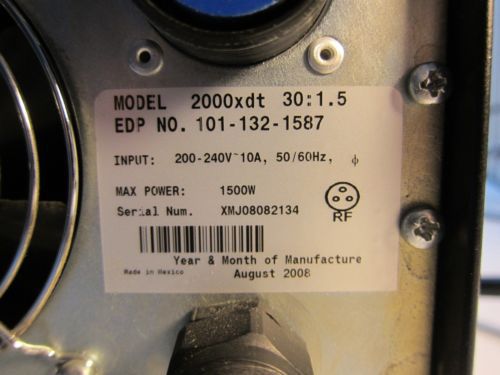 MODEL 2000xdt 30:1.5
EDP NO. 101-132-1587
INPUT: 200-240V~10A, 50/60Hz, ϕ
MAX POWER: 1500W
Serial Num. XMJ08082134
RF
Year & Month of Manufacture
Made in Mexico August 2008